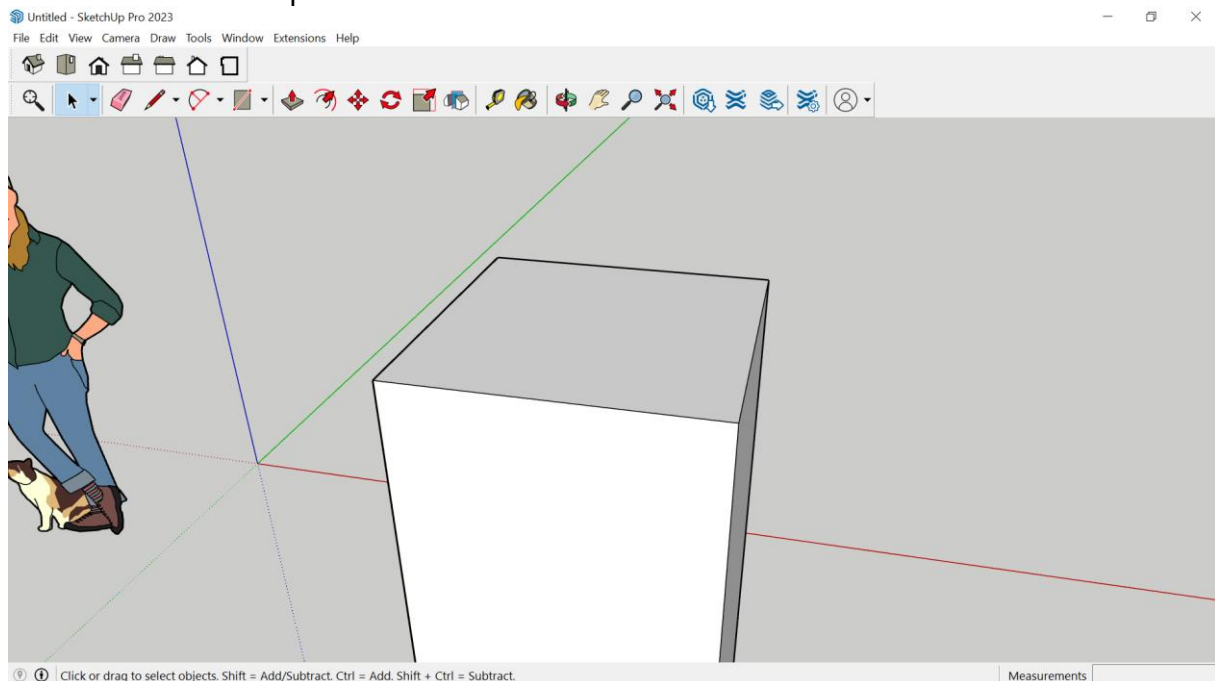 Untitled - SketchUp Pro 2023
File Edit View Camera Draw Tools Window Extensions Help
Click or drag to select objects. Shift = Add/Subtract. Ctrl = Add. Shift + Ctrl = Subtract.
Measurements